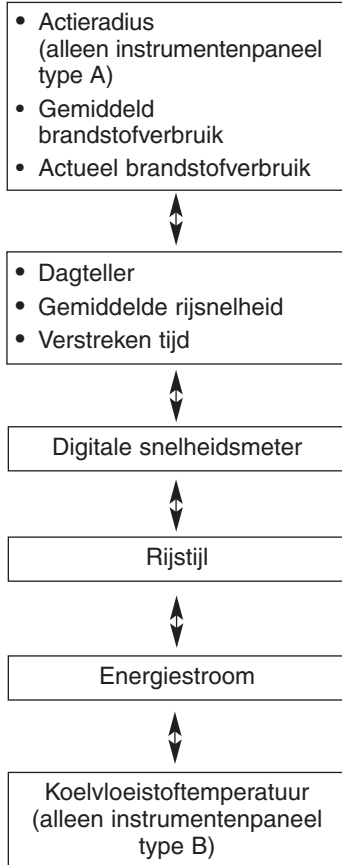 • Actieradius
(alleen instrumentenpaneel
type A)
• Gemiddeld
brandstofverbruik
• Actueel brandstofverbruik
• Dagteller
• Gemiddelde rijsnelheid
• Verstreken tijd
Digitale snelheidsmeter
Rijstijl
Energiestroom
Koelvloeistoftemperatuur
(alleen instrumentenpaneel
type B)